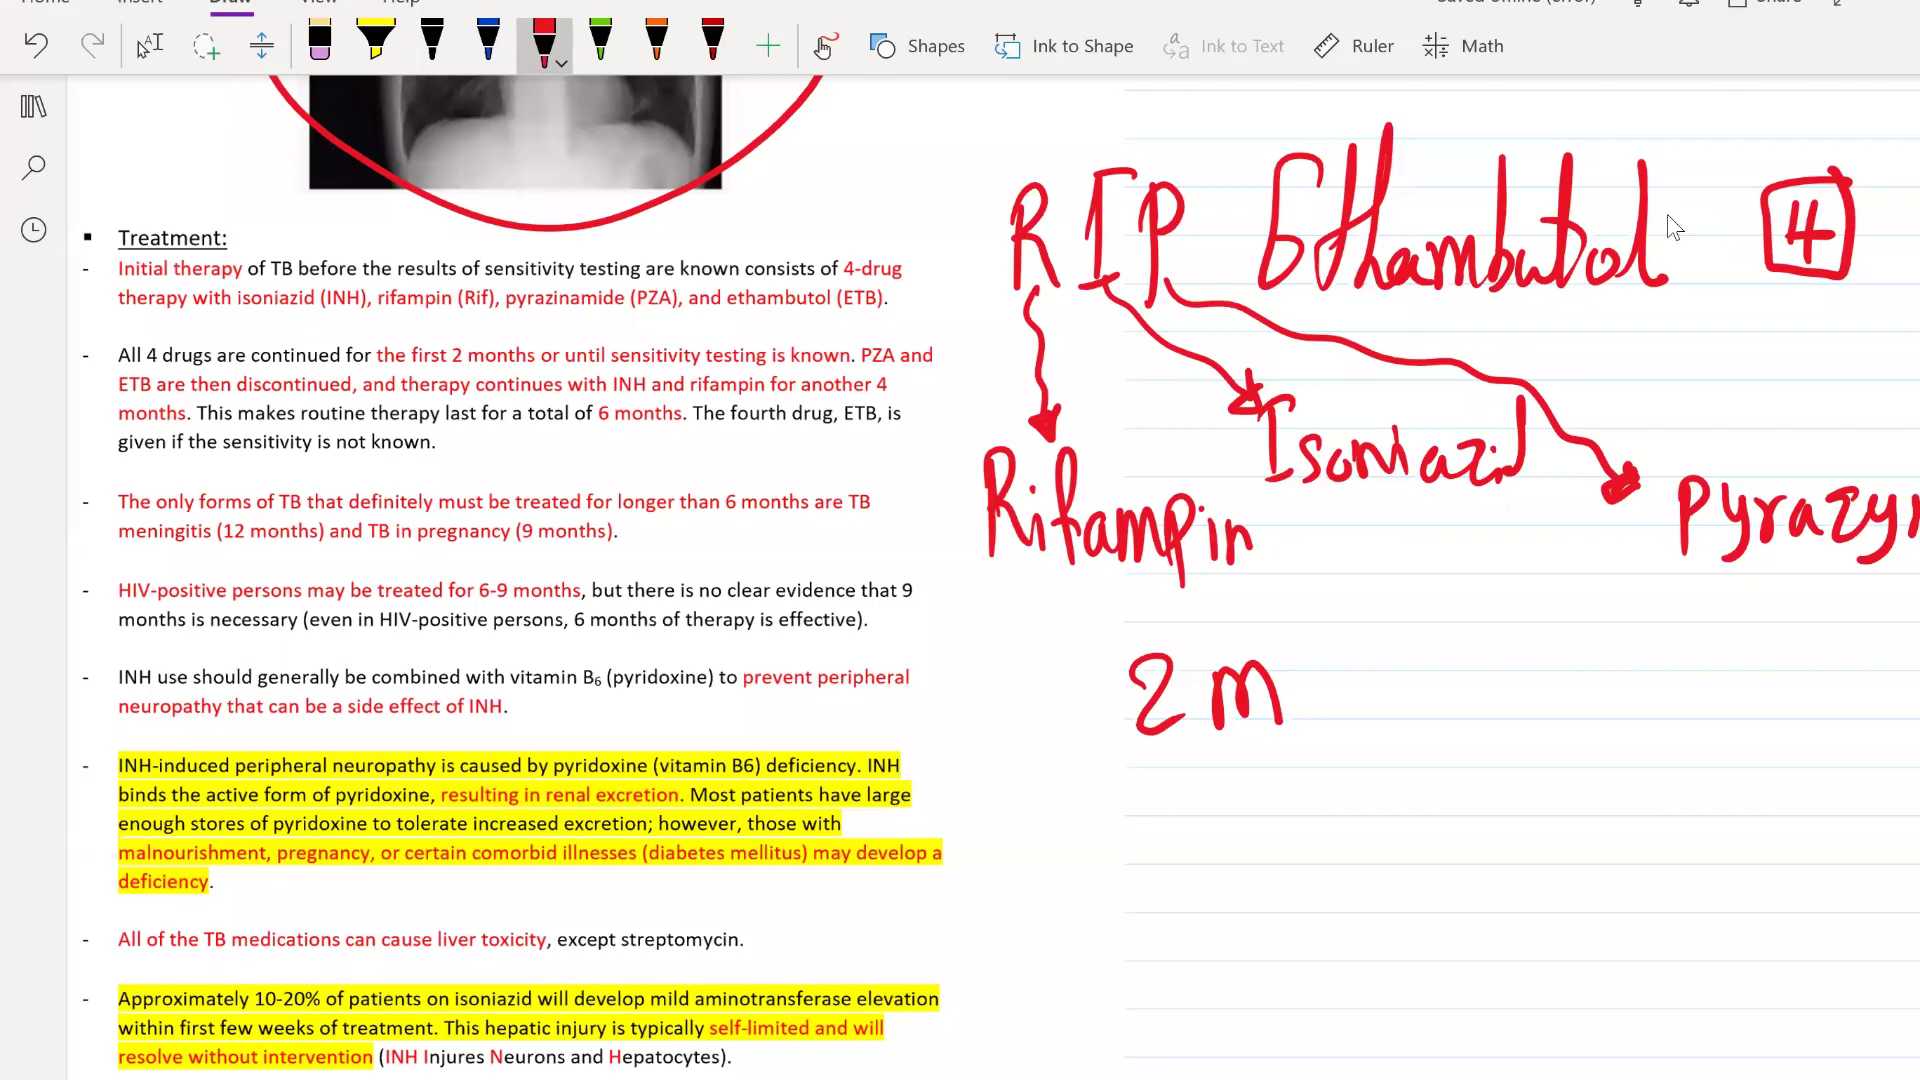 Home Insert Draw View Help
Shapes Ink to Shape Ink to Text Ruler Math
Treatment:
- Initial therapy of TB before the results of sensitivity testing are known consists of 4-drug
therapy with isoniazid (INH), rifampin (Rif), pyrazinamide (PZA), and ethambutol (ETB).
- All 4 drugs are continued for the first 2 months or until sensitivity testing is known. PZA and
ETB are then discontinued, and therapy continues with INH and rifampin for another 4
months. This makes routine therapy last for a total of 6 months. The fourth drug, ETB, is
given if the sensitivity is not known.
- The only forms of TB that definitely must be treated for longer than 6 months are TB
meningitis (12 months) and TB in pregnancy (9 months).
- HIV-positive persons may be treated for 6-9 months, but there is no clear evidence that 9
months is necessary (even in HIV-positive persons, 6 months of therapy is effective).
- INH use should generally be combined with vitamin B₆ (pyridoxine) to prevent peripheral
neuropathy that can be a side effect of INH.
- INH-induced peripheral neuropathy is caused by pyridoxine (vitamin B6) deficiency. INH
binds the active form of pyridoxine, resulting in renal excretion. Most patients have large
enough stores of pyridoxine to tolerate increased excretion; however, those with
malnourishment, pregnancy, or certain comorbid illnesses (diabetes mellitus) may develop a
deficiency.
- All of the TB medications can cause liver toxicity, except streptomycin.
- Approximately 10-20% of patients on isoniazid will develop mild aminotransferase elevation
within first few weeks of treatment. This hepatic injury is typically self-limited and will
resolve without intervention (INH Injures Neurons and Hepatocytes).
R I P Ethambutol 4
Isoniazid
Rifampin
2 m